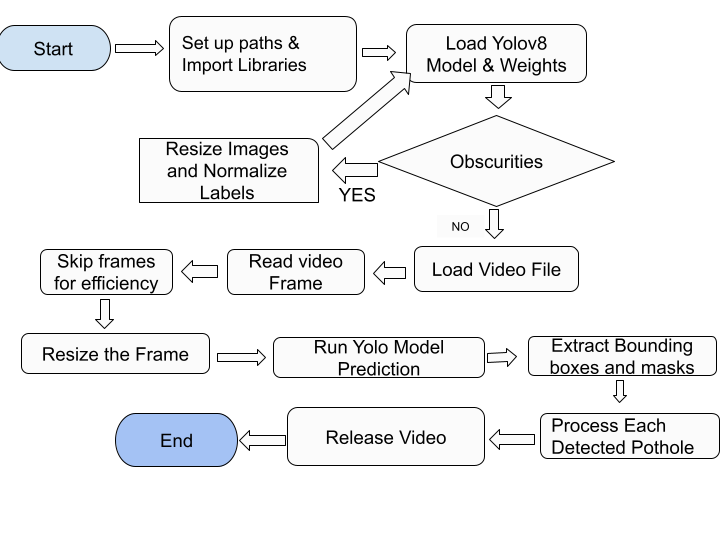 Start
Set up paths &
Import Libraries
Load Yolov8
Model & Weights
Obscurities
YES
Resize Images
and Normalize
Labels
NO
Load Video File
Read video
Frame
Skip frames
for efficiency
Resize the Frame
Run Yolo Model
Prediction
Extract Bounding
boxes and masks
Process Each
Detected Pothole
Release Video
End